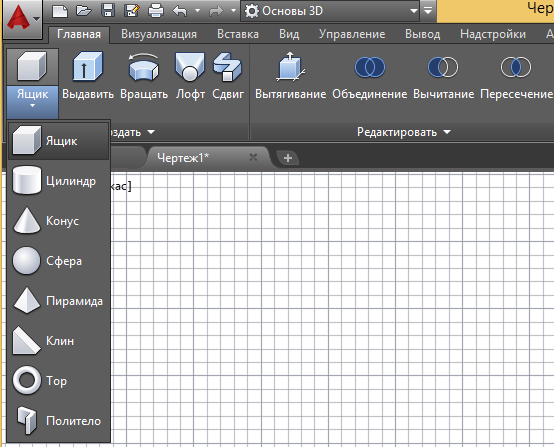 Основы 3D
Чер
Главная Визуализация Вставка Вид Управление Вывод Надстройки А
Ящик Выдавить Вращать Лофт Сдвиг Вытягивание Объединение Вычитание Пересечение
здать Редактировать
Чертеж1*
кас]
Ящик
Цилиндр
Конус
Сфера
Пирамида
Клин
Тор
Политело